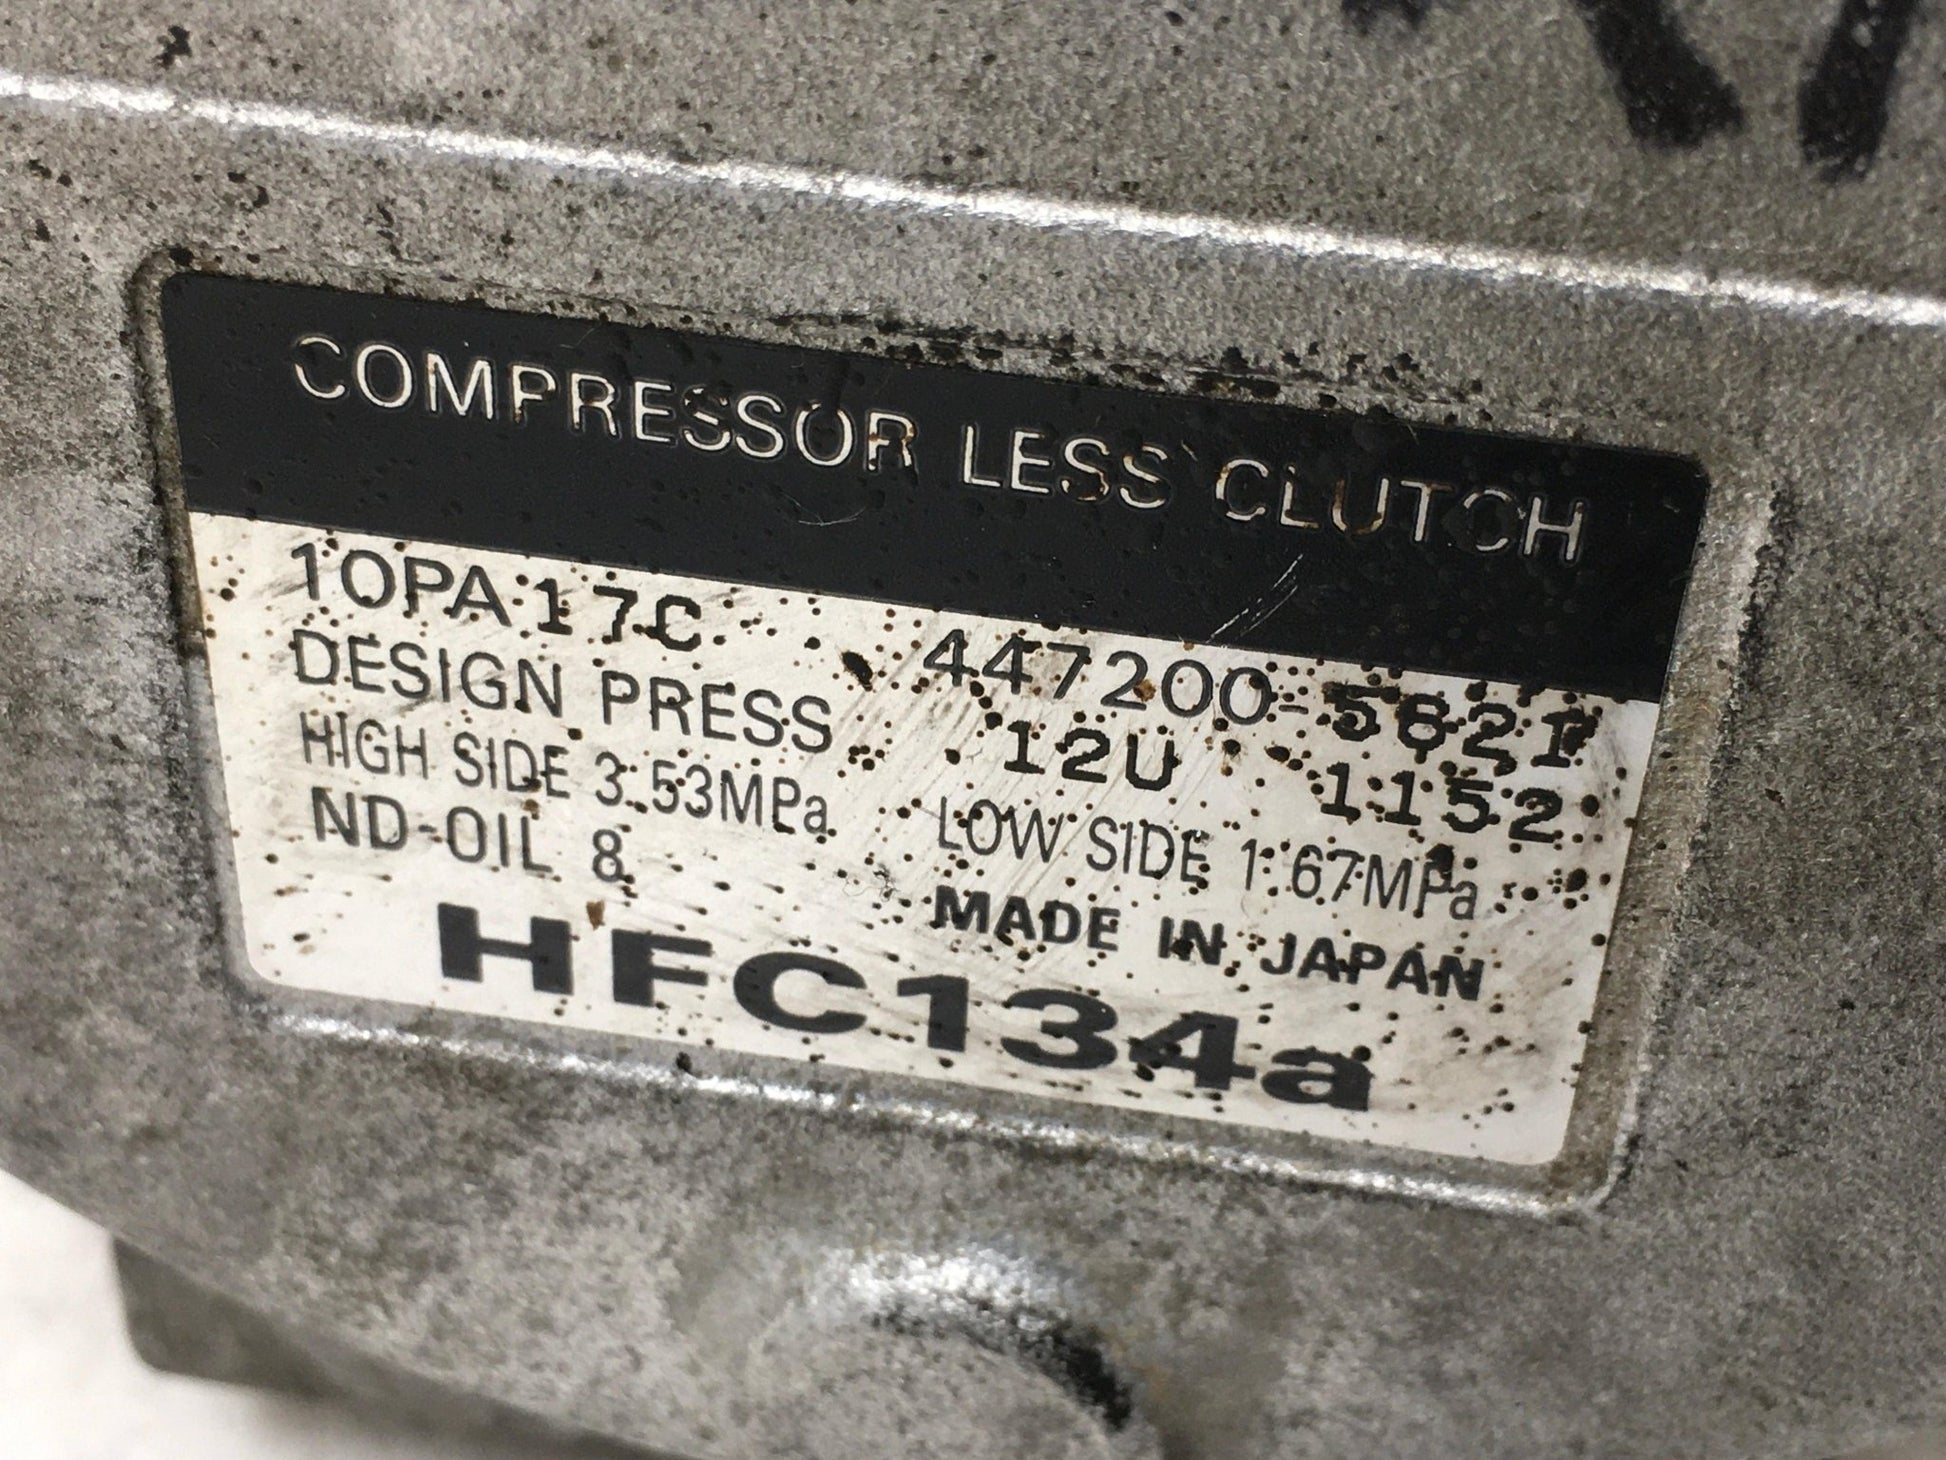 COMPRESSOR LESS CLUTCH
10PA17C 447200-5621
DESIGN PRESS 12U 1152
HIGH SIDE 3.53MPa LOW SIDE 1.67MPa
ND-OIL 8 MADE IN JAPAN
HFC134a